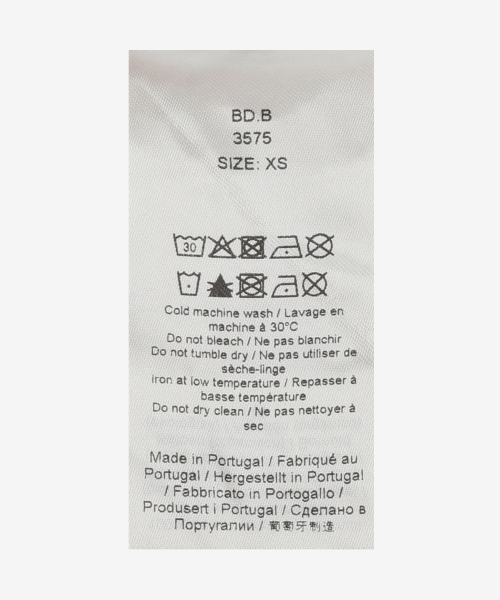 BD.B
3575
SIZE: XS
30
Cold machine wash / Lavage en
machine à 30°C
Do not bleach / Ne pas blanchir
Do not tumble dry / Ne pas utiliser de
sèche-linge
iron at low temperature / Repasser à
basse température
Do not dry clean / Ne pas nettoyer à
sec
Made in Portugal / Fabriqué au
Portugal / Hergestellt in Portugal
/ Fabbricato in Portogallo /
Produsert i Portugal / Сделано в
Португалии / 葡萄牙制造